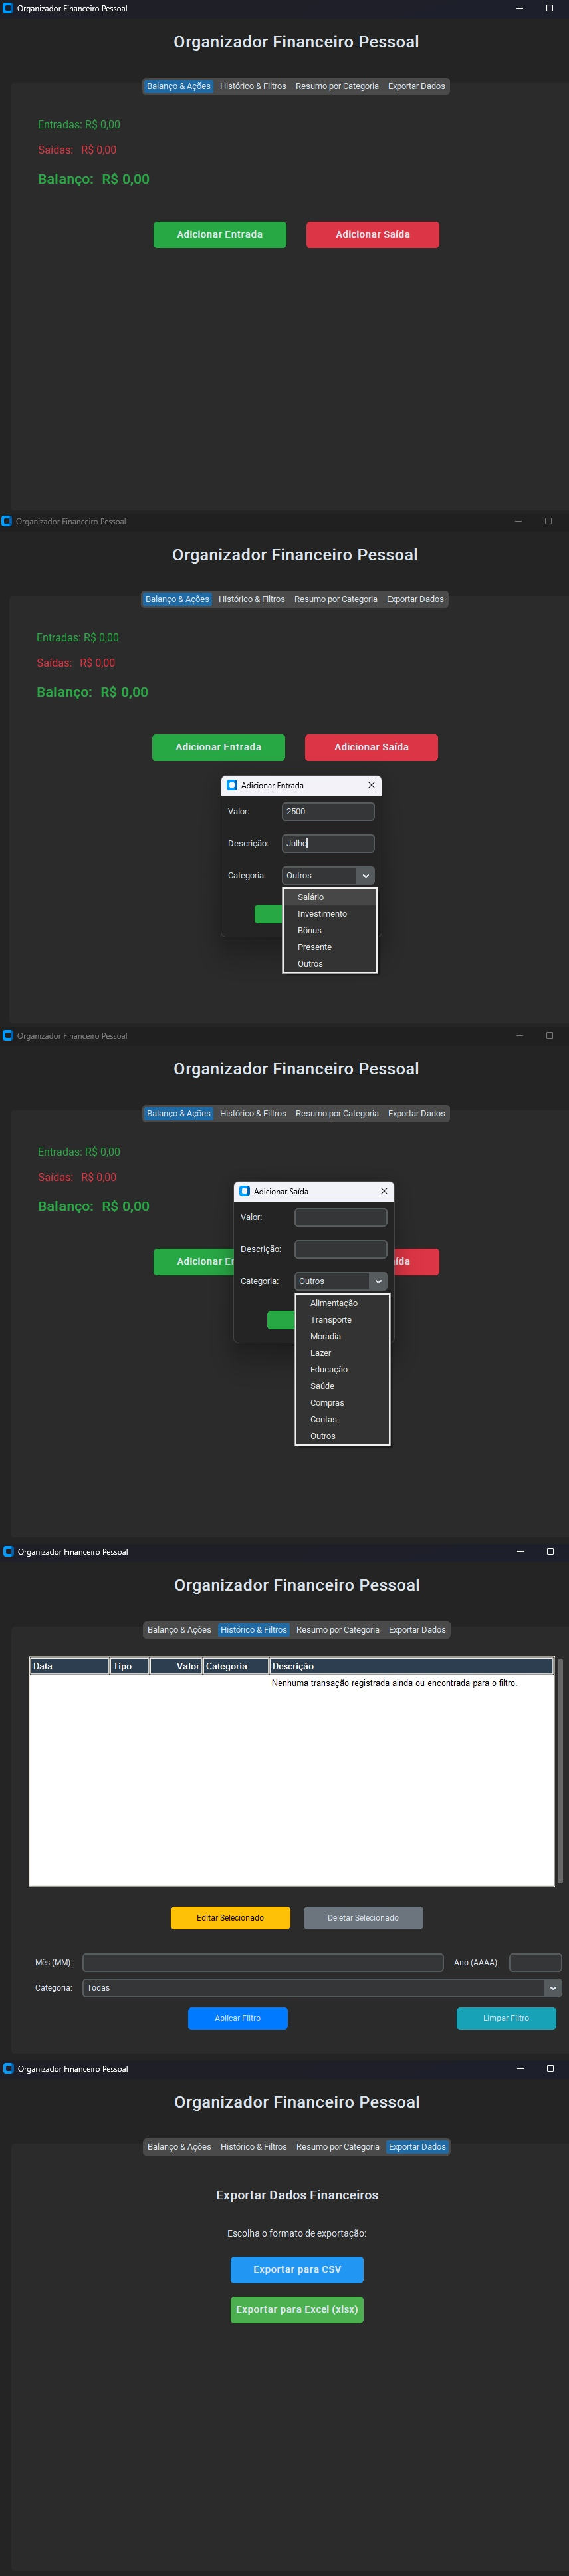 Organizador Financeiro Pessoal
Organizador Financeiro Pessoal
Balanço & Ações Histórico & Filtros Resumo por Categoria Exportar Dados
Entradas: R$ 0,00
Saídas: R$ 0,00
Balanço: R$ 0,00
Adicionar Entrada Adicionar Saída
Organizador Financeiro Pessoal
Organizador Financeiro Pessoal
Balanço & Ações Histórico & Filtros Resumo por Categoria Exportar Dados
Entradas: R$ 0,00
Saídas: R$ 0,00
Balanço: R$ 0,00
Adicionar Entrada Adicionar Saída
Adicionar Entrada
Valor: 2500
Descrição: Julho
Categoria: Outros
Salário
Investimento
Bônus
Presente
Outros
Organizador Financeiro Pessoal
Organizador Financeiro Pessoal
Balanço & Ações Histórico & Filtros Resumo por Categoria Exportar Dados
Entradas: R$ 0,00
Saídas: R$ 0,00
Balanço: R$ 0,00
Adicionar En ída
Adicionar Saída
Valor:
Descrição:
Categoria: Outros
Alimentação
Transporte
Moradia
Lazer
Educação
Saúde
Compras
Contas
Outros
Organizador Financeiro Pessoal
Organizador Financeiro Pessoal
Balanço & Ações Histórico & Filtros Resumo por Categoria Exportar Dados
Data Tipo Valor Categoria Descrição
Nenhuma transação registrada ainda ou encontrada para o filtro.
Editar Selecionado Deletar Selecionado
Mês (MM): Ano (AAAA):
Categoria: Todas
Aplicar Filtro Limpar Filtro
Organizador Financeiro Pessoal
Organizador Financeiro Pessoal
Balanço & Ações Histórico & Filtros Resumo por Categoria Exportar Dados
Exportar Dados Financeiros
Escolha o formato de exportação:
Exportar para CSV
Exportar para Excel (xlsx)